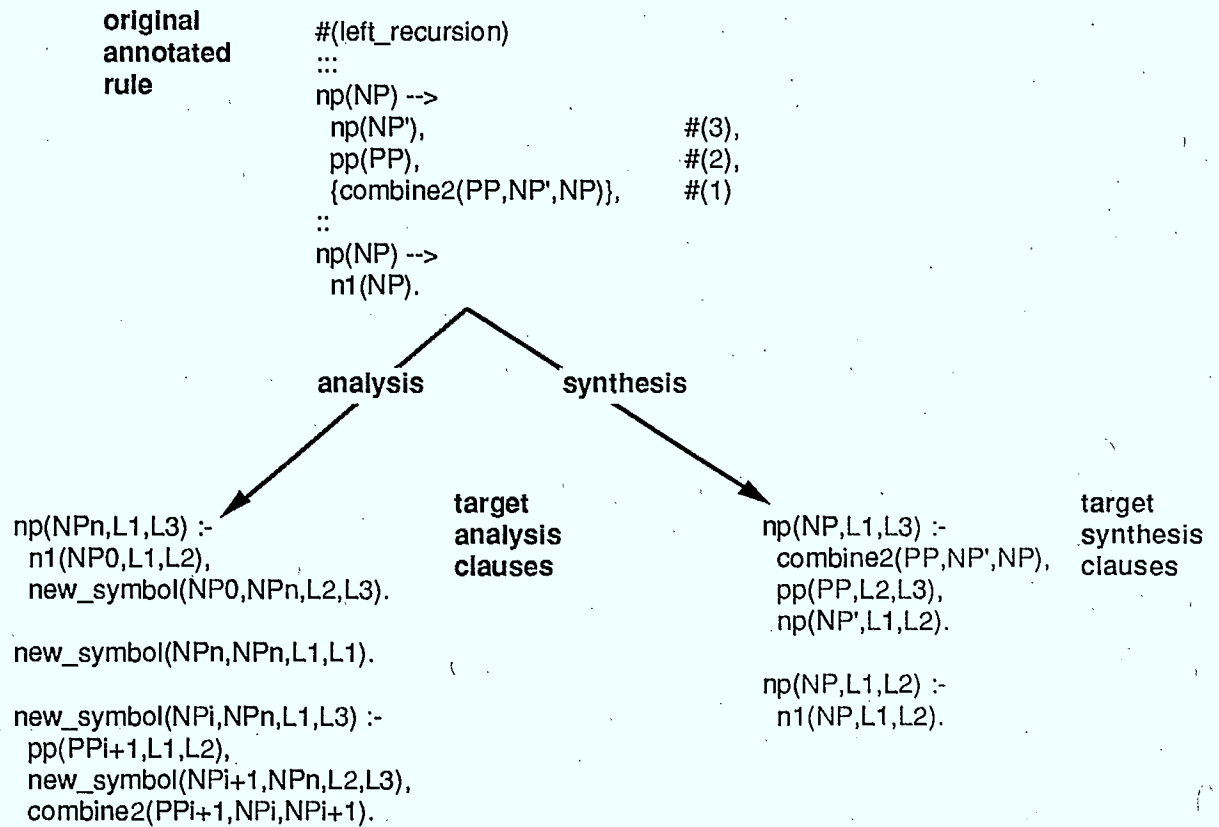 original
annotated
rule
#(left_recursion)
:::
np(NP) -->
np(NP'), #(3),
pp(PP), #(2),
{combine2(PP,NP',NP)}, #(1)
::
np(NP) -->
n1(NP).
analysis
synthesis
np(NPn,L1,L3) :-
n1(NP0,L1,L2),
new_symbol(NP0,NPn,L2,L3).
new_symbol(NPn,NPn,L1,L1).
new_symbol(NPi,NPn,L1,L3) :-
pp(PPi+1,L1,L2),
new_symbol(NPi+1,NPn,L2,L3),
combine2(PPi+1,NPi,NPi+1).
target
analysis
clauses
np(NP,L1,L3) :-
combine2(PP,NP',NP),
pp(PP,L2,L3),
np(NP',L1,L2).
np(NP,L1,L2) :-
n1(NP,L1,L2).
target
synthesis
clauses